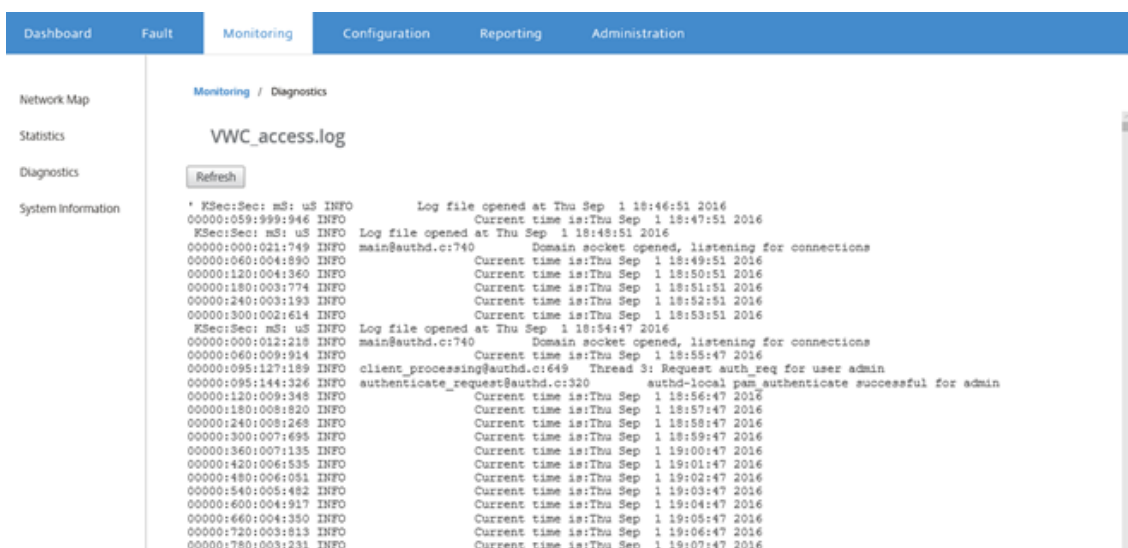 Dashboard Fault Monitoring Configuration Reporting Administration
Network Map
Statistics
Diagnostics
System Information
Monitoring / Diagnostics
VWC_access.log
Refresh
' KSec:Sec: mS: uS INFO Log file opened at Thu Sep 1 18:46:51 2016
00000:059:999:946 INFO Current time is:Thu Sep 1 18:47:51 2016
KSec:Sec: mS: uS INFO Log file opened at Thu Sep 1 18:48:51 2016
00000:000:021:749 INFO main@authd.c:740 Domain socket opened, listening for connections
00000:060:004:890 INFO Current time is:Thu Sep 1 18:49:51 2016
00000:120:004:360 INFO Current time is:Thu Sep 1 18:50:51 2016
00000:180:003:774 INFO Current time is:Thu Sep 1 18:51:51 2016
00000:240:003:193 INFO Current time is:Thu Sep 1 18:52:51 2016
00000:300:002:614 INFO Current time is:Thu Sep 1 18:53:51 2016
KSec:Sec: mS: uS INFO Log file opened at Thu Sep 1 18:54:47 2016
00000:000:012:218 INFO main@authd.c:740 Domain socket opened, listening for connections
00000:060:009:914 INFO Current time is:Thu Sep 1 18:55:47 2016
00000:095:127:189 INFO client_processing@authd.c:649 Thread 3: Request auth_req for user admin
00000:095:144:326 INFO authenticate_request@authd.c:320 authd-local pam_authenticate successful for admin
00000:120:009:348 INFO Current time is:Thu Sep 1 18:56:47 2016
00000:180:008:820 INFO Current time is:Thu Sep 1 18:57:47 2016
00000:240:008:268 INFO Current time is:Thu Sep 1 18:58:47 2016
00000:300:007:695 INFO Current time is:Thu Sep 1 18:59:47 2016
00000:360:007:135 INFO Current time is:Thu Sep 1 19:00:47 2016
00000:420:006:535 INFO Current time is:Thu Sep 1 19:01:47 2016
00000:480:006:051 INFO Current time is:Thu Sep 1 19:02:47 2016
00000:540:005:482 INFO Current time is:Thu Sep 1 19:03:47 2016
00000:600:004:917 INFO Current time is:Thu Sep 1 19:04:47 2016
00000:660:004:350 INFO Current time is:Thu Sep 1 19:05:47 2016
00000:720:003:813 INFO Current time is:Thu Sep 1 19:06:47 2016
00000:780:003:231 INFO Current time is:Thu Sep 1 19:07:47 2016